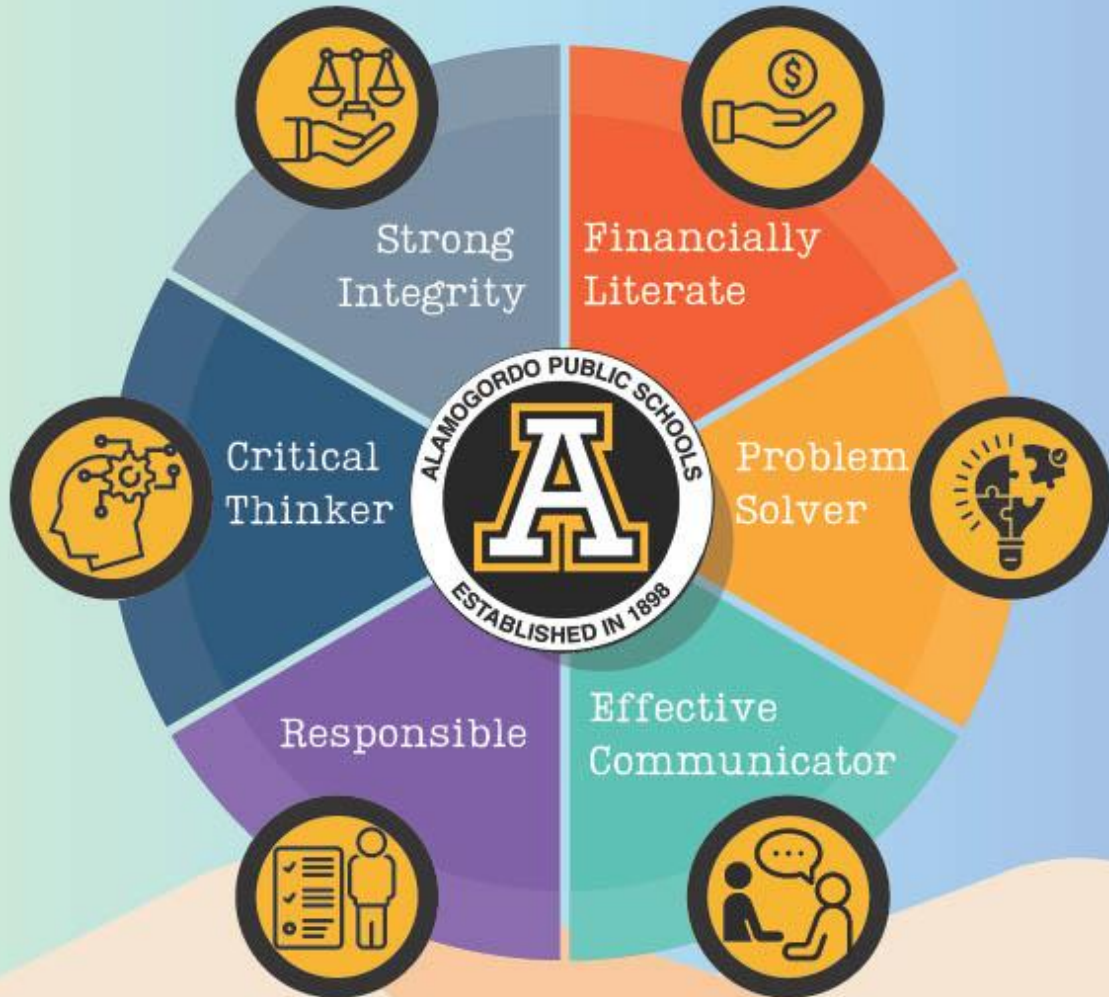 Strong
Integrity
Financially
Literate
Critical
Thinker
ALAMOGORDO PUBLIC SCHOOLS
A
ESTABLISHED IN 1898
Problem
Solver
Responsible
Effective
Communicator
$